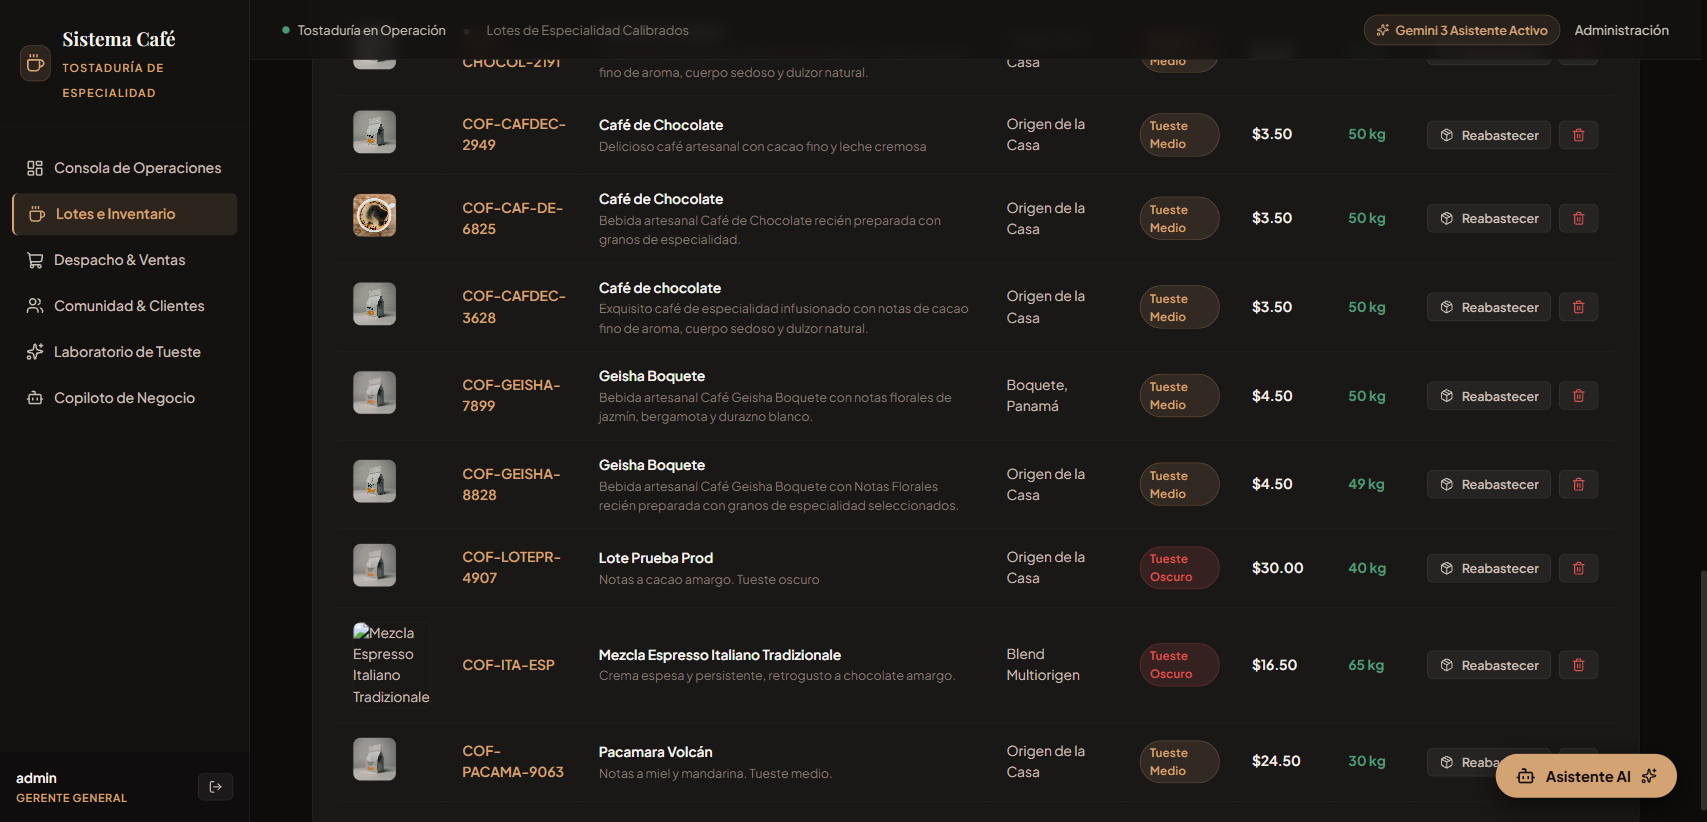 Sistema Café
TOSTADURÍA DE
ESPECIALIDAD
Consola de Operaciones
Lotes e Inventario
Despacho & Ventas
Comunidad & Clientes
Laboratorio de Tueste
Copiloto de Negocio
admin
GERENTE GENERAL
Tostaduría en Operación
Lotes de Especialidad Calibrados
Gemini 3 Asistente Activo
Administración
CHOCOL-2191
fino de aroma, cuerpo sedoso y dulzor natural.
Casa
Medio
COF-CAFDEC-
2949
Café de Chocolate
Delicioso café artesanal con cacao fino y leche cremosa
Origen de la
Casa
Tueste
Medio
$3.50
50 kg
Reabastecer
COF-CAF-DE-
6825
Café de Chocolate
Bebida artesanal Café de Chocolate recién preparada con
granos de especialidad.
Origen de la
Casa
Tueste
Medio
$3.50
50 kg
Reabastecer
COF-CAFDEC-
3628
Café de chocolate
Exquisito café de especialidad infusionado con notas de cacao
fino de aroma, cuerpo sedoso y dulzor natural.
Origen de la
Casa
Tueste
Medio
$3.50
50 kg
Reabastecer
COF-GEISHA-
7899
Geisha Boquete
Bebida artesanal Café Geisha Boquete con notas florales de
jazmín, bergamota y durazno blanco.
Boquete,
Panamá
Tueste
Medio
$4.50
50 kg
Reabastecer
COF-GEISHA-
8828
Geisha Boquete
Bebida artesanal Café Geisha Boquete con Notas Florales
recién preparada con granos de especialidad seleccionados.
Origen de la
Casa
Tueste
Medio
$4.50
49 kg
Reabastecer
COF-LOTEPR-
4907
Lote Prueba Prod
Notas a cacao amargo. Tueste oscuro
Origen de la
Casa
Tueste
Oscuro
$30.00
40 kg
Reabastecer
Mezcla
Espresso
Italiano
Tradizionale
COF-ITA-ESP
Mezcla Espresso Italiano Tradizionale
Crema espesa y persistente, retrogusto a chocolate amargo.
Blend
Multiorigen
Tueste
Oscuro
$16.50
65 kg
Reabastecer
COF-
PACAMA-9063
Pacamara Volcán
Notas a miel y mandarina. Tueste medio.
Origen de la
Casa
Tueste
Medio
$24.50
30 kg
Reaba
Asistente AI